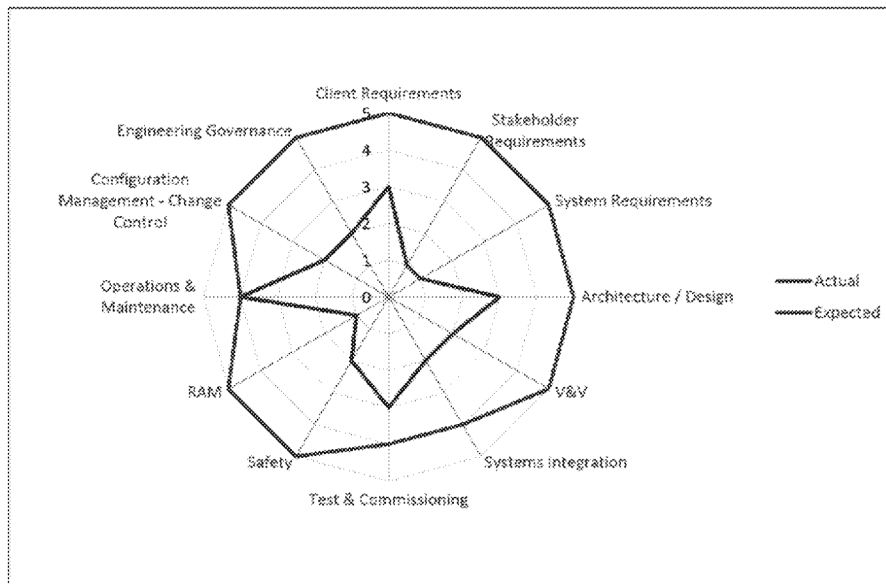 Client Requirements
Stakeholder
Requirements
System Requirements
Architecture / Design
V&V
Systems Integration
Test & Commissioning
Safety
RAM
Operations &
Maintenance
Configuration
Management - Change
Control
Engineering Governance
5
4
3
2
1
0
Actual
Expected